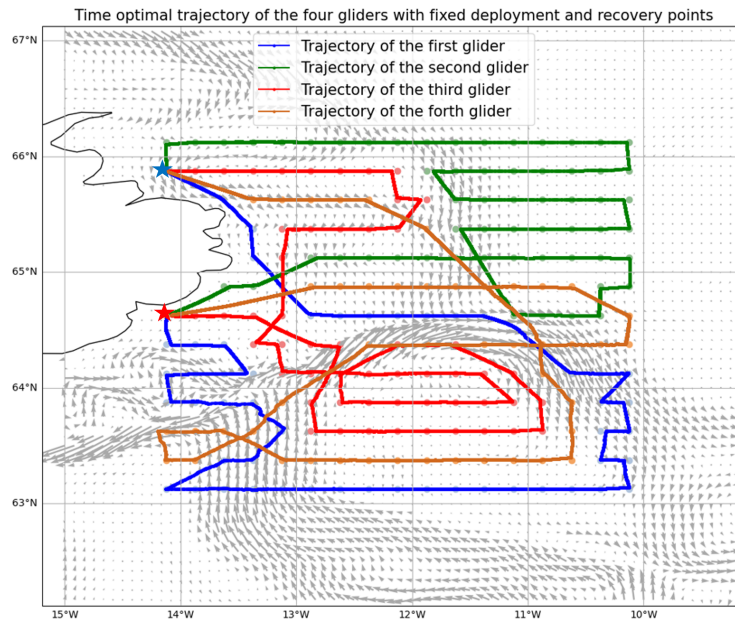 Time optimal trajectory of the four gliders with fixed deployment and recovery points
67°N
Trajectory of the first glider
Trajectory of the second glider
Trajectory of the third glider
Trajectory of the forth glider
66°N
65°N
64°N
63°N
15°W 14°W 13°W 12°W 11°W 10°W